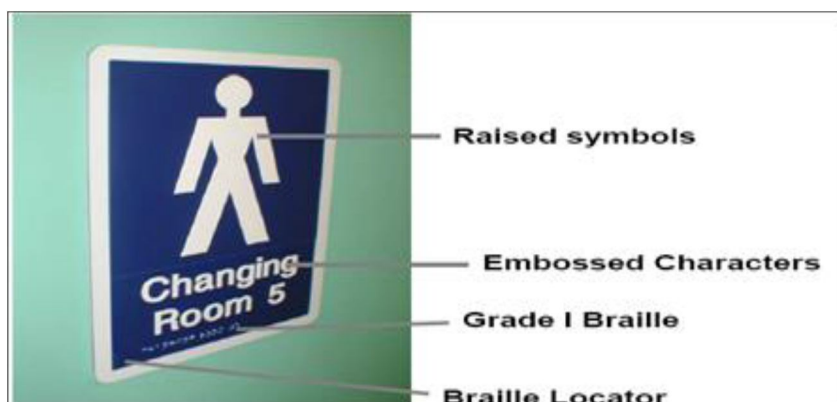 Raised symbols
Embossed Characters
Changing
Room 5
Grade I Braille
Braille Locator